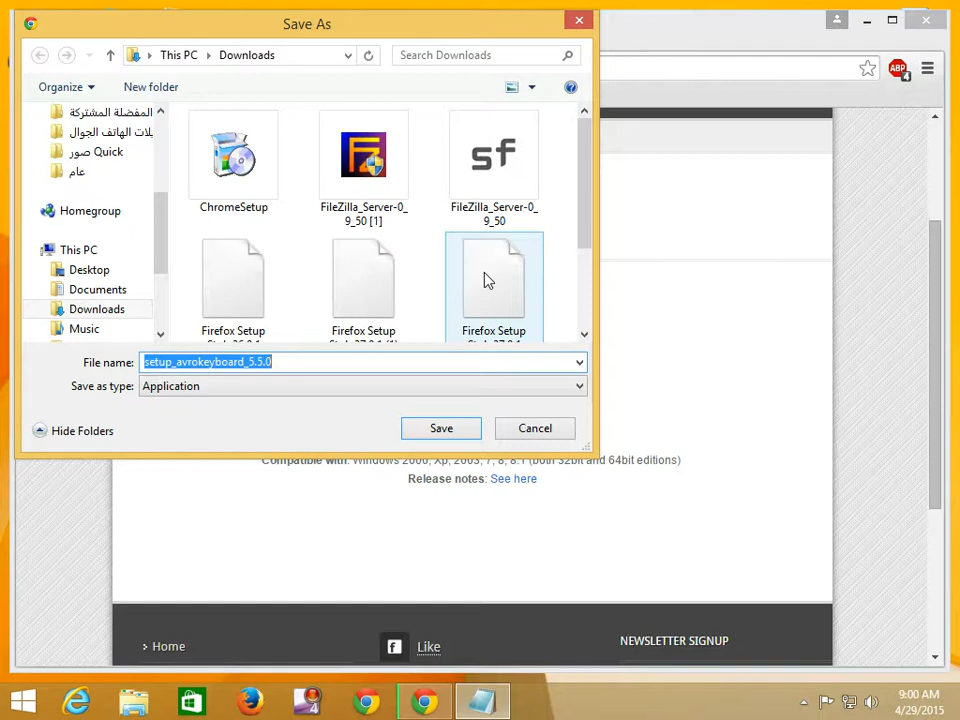 Save As
This PC
Downloads
Search Downloads
Organize
New folder
ABP
4
المفضلة المشتركة
يلات الهاتف الجوال
صور Quick
عام
Homegroup
This PC
Desktop
Documents
Downloads
Music
ChromeSetup
FileZilla_Server-0_
9_50 [1]
sf
FileZilla_Server-0_
9_50
Firefox Setup
Firefox Setup
Firefox Setup
File name:
setup_avrokeyboard_5.5.0
Save as type:
Application
Hide Folders
Save
Cancel
Compatible with: Windows 2000, Xp, 2003, 7, 8, 8.1 (both 32bit and 64bit editions)
Release notes: See here
Home
Like
NEWSLETTER SIGNUP
9:00 AM
4/29/2015